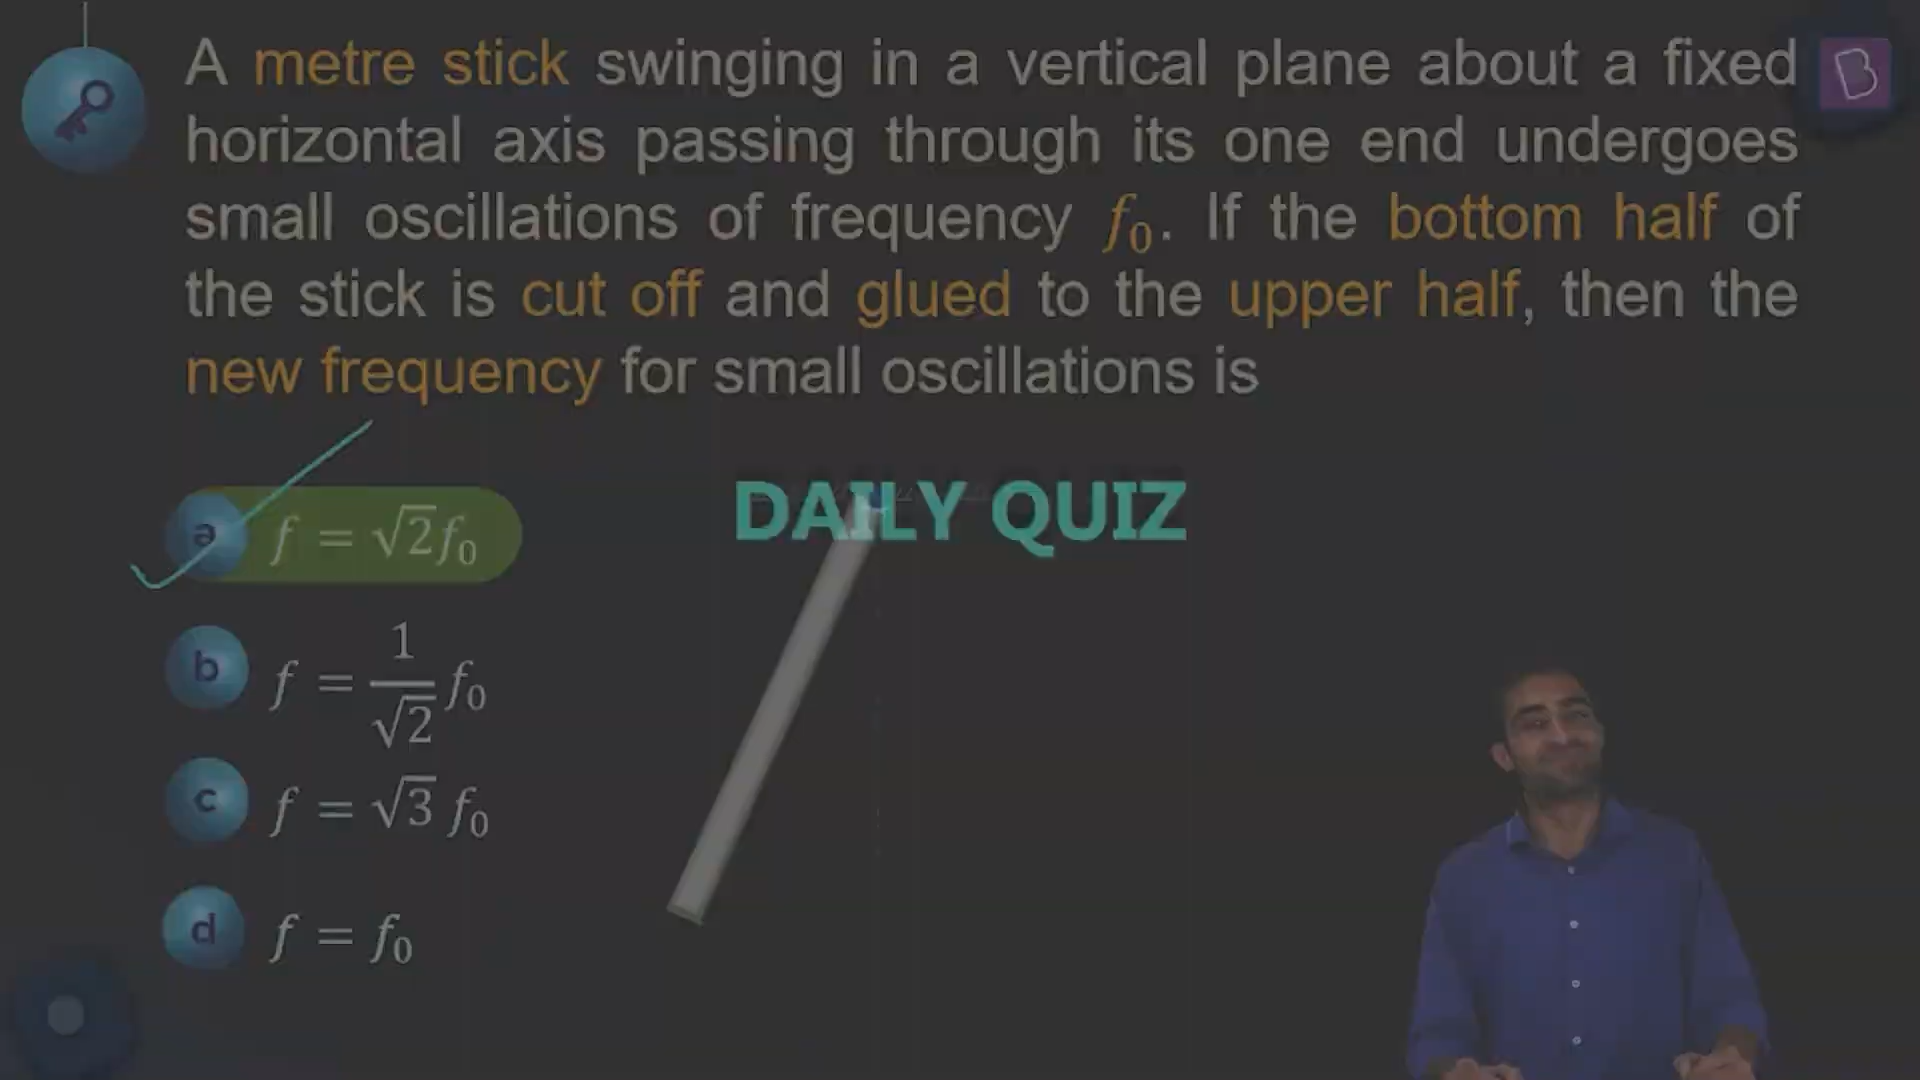 A metre stick swinging in a vertical plane about a fixed
horizontal axis passing through its one end undergoes
small oscillations of frequency f₀. If the bottom half of
the stick is cut off and glued to the upper half, then the
new frequency for small oscillations is
DAILY QUIZ
a f = √2f₀
b f = 1/√2 f₀
c f = √3 f₀
d f = f₀
B